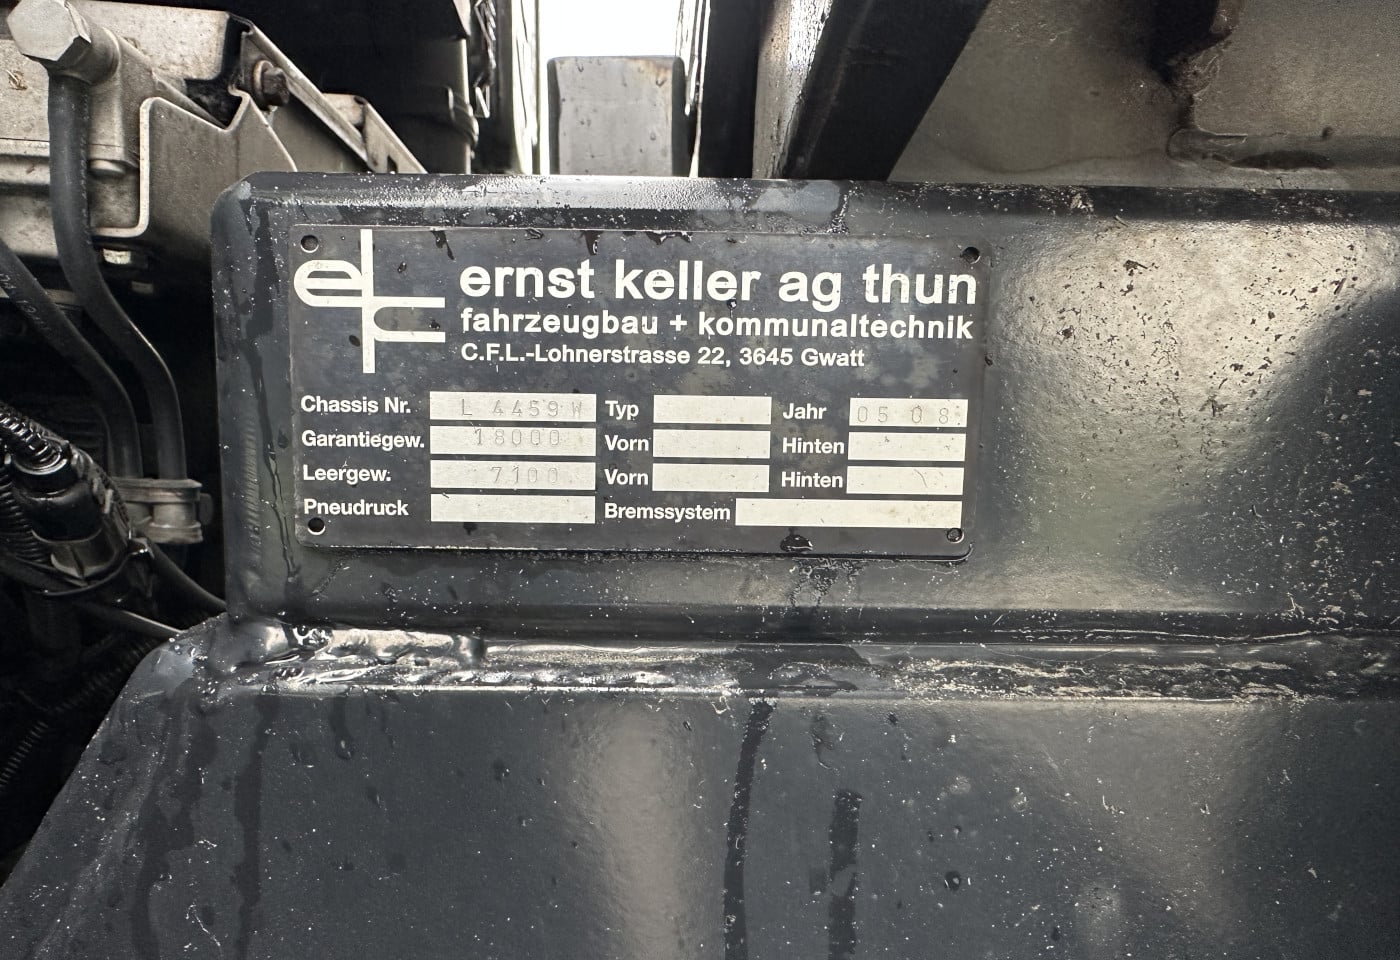 ek
ernst keller ag thun
fahrzeugbau + kommunaltechnik
C.F.L.-Lohnerstrasse 22, 3645 Gwatt
Chassis Nr. L 4459 W Typ Jahr 05 08
Garantiegew. 18000 Vorn Hinten
Leergew. 7100 Vorn Hinten
Pneudruck Bremssystem